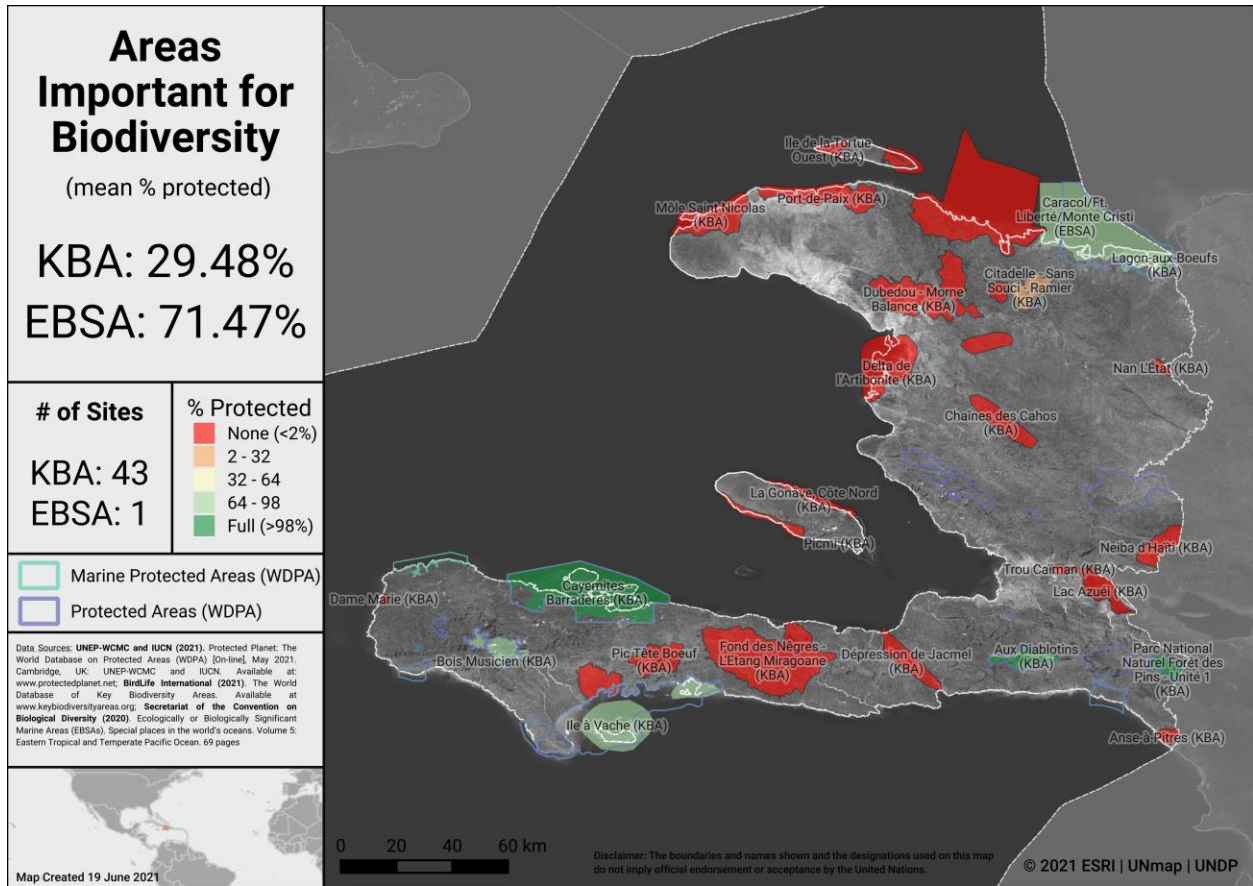 Areas
Important for
Biodiversity
(mean % protected)
KBA: 29.48%
EBSA: 71.47%
# of Sites
KBA: 43
EBSA: 1
% Protected
None (<2%)
2 - 32
32 - 64
64 - 98
Full (>98%)
Marine Protected Areas (WDPA)
Protected Areas (WDPA)
Data Sources: UNEP-WCMC and IUCN (2021). Protected Planet: The
World Database on Protected Areas (WDPA) [On-line], May 2021.
Cambridge, UK: UNEP-WCMC and IUCN. Available at:
www.protectedplanet.net; BirdLife International (2021). The World
Database of Key Biodiversity Areas. Available at
www.keybiodiversityareas.org; Secretariat of the Convention on
Biological Diversity (2020). Ecologically or Biologically Significant
Marine Areas (EBSAs). Special places in the world's oceans. Volume 5:
Eastern Tropical and Temperate Pacific Ocean. 69 pages
Map Created 19 June 2021
Ile de la Tortue
Ouest (KBA)
Môle Saint-Nicolas
(KBA)
Port-de-Paix (KBA)
Caracol/Ft.
Liberté/Monte Cristi
(EBSA)
Lagon-aux-Boeufs
(KBA)
Citadelle - Sans
Souci - Ramier
(KBA)
Dubedou - Morne
Balance (KBA)
Delta de
l'Artibonite (KBA)
Nan L'État (KBA)
Chaînes des Cahos
(KBA)
La Gonâve, Côte Nord
(KBA)
Picmi (KBA)
Neiba d'Haïti (KBA)
Trou Caïman (KBA)
Lac Azuéi (KBA)
Dame Marie (KBA)
Cayemites -
Barradères (KBA)
Bois Musicien (KBA)
Pic Tête Boeuf
(KBA)
Fond des Nègres -
L'Etang Miragoane
(KBA)
Dépression de Jacmel
(KBA)
Aux Diablotins
(KBA)
Parc National
Naturel Forêt des
Pins - Unité 1
(KBA)
Ile à Vache (KBA)
Anse-à-Pitres (KBA)
0 20 40 60 km
Disclaimer: The boundaries and names shown and the designations used on this map
do not imply official endorsement or acceptance by the United Nations.
© 2021 ESRI | UNmap | UNDP